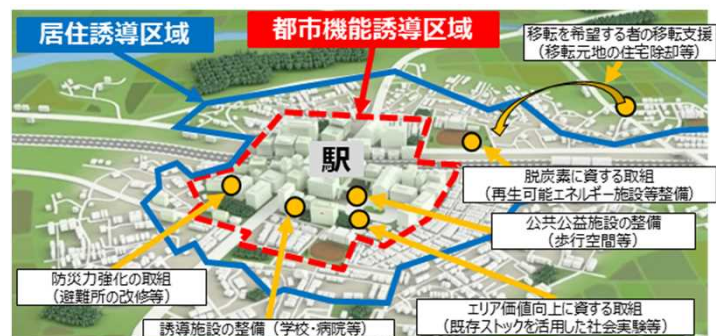 居住誘導区域
都市機能誘導区域
移転を希望する者の移転支援
（移転元地の住宅除却等）
駅
脱炭素に資する取組
（再生可能エネルギー施設等整備）
公共公益施設の整備
（歩行空間等）
防災力強化の取組
（避難所の改修等）
エリア価値向上に資する取組
（既存ストックを活用した社会実験等）
誘導施設の整備（学校・病院等）